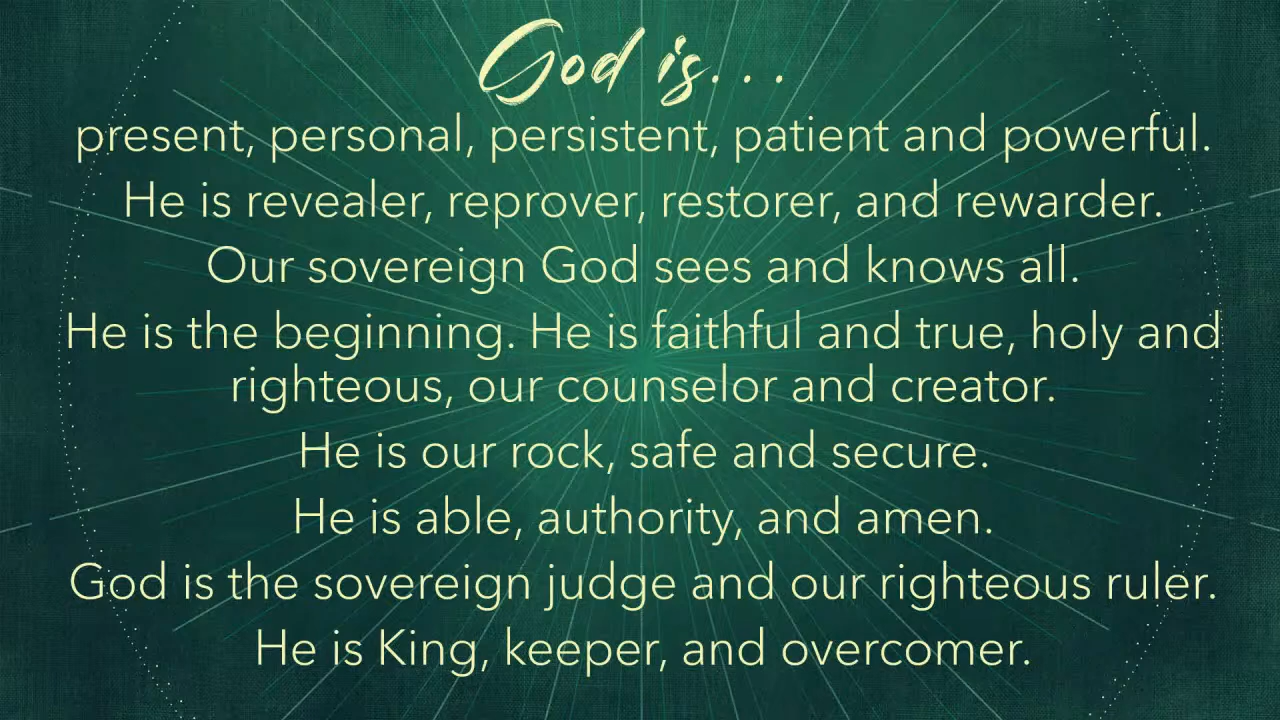 God is...
present, personal, persistent, patient and powerful.
He is revealer, reprover, restorer, and rewarder.
Our sovereign God sees and knows all.
He is the beginning. He is faithful and true, holy and
righteous, our counselor and creator.
He is our rock, safe and secure.
He is able, authority, and amen.
God is the sovereign judge and our righteous ruler.
He is King, keeper, and overcomer.